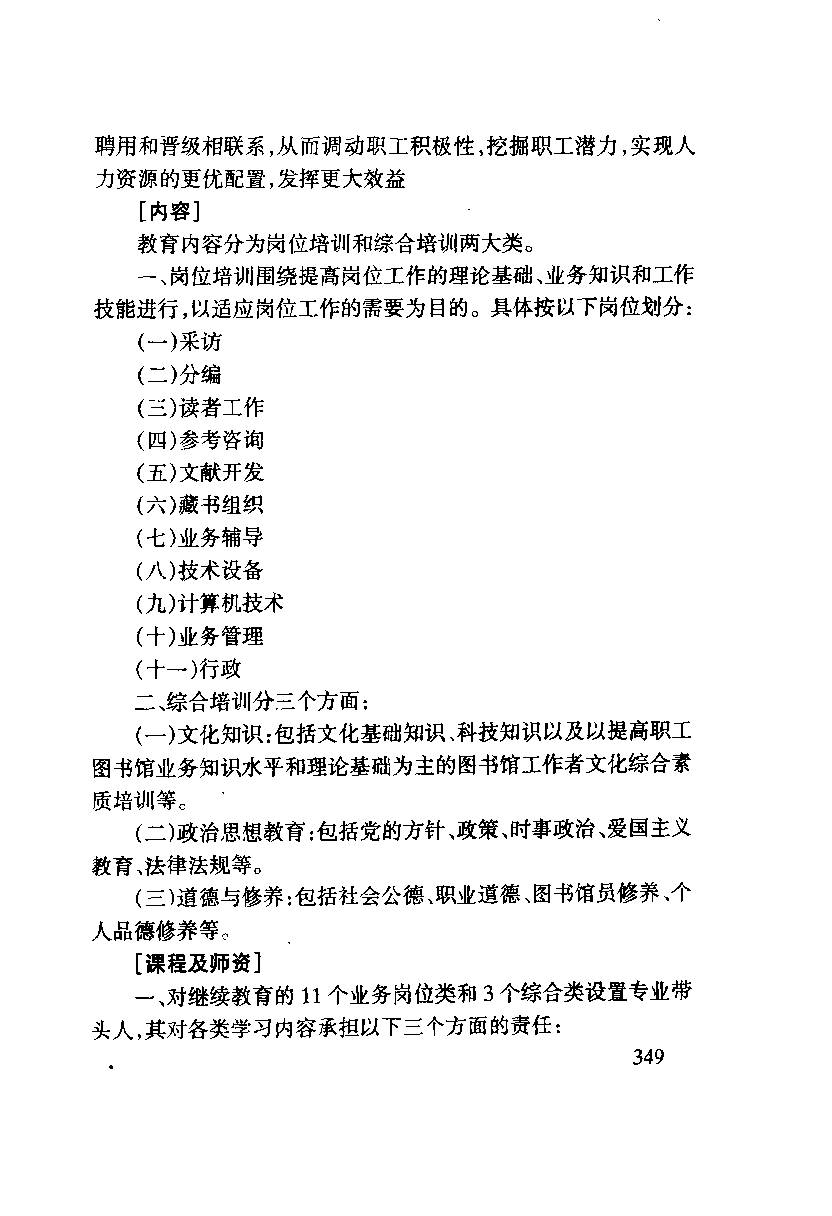 聘用和晋级相联系,从而调动职工积极性,挖掘职工潜力,实现人
力资源的更优配置,发挥更大效益
[内容]
教育内容分为岗位培训和综合培训两大类。
一、岗位培训围绕提高岗位工作的理论基础、业务知识和工作
技能进行,以适应岗位工作的需要为目的。具体按以下岗位划分:
(一)采访
(二)分编
(三)读者工作
(四)参考咨询
(五)文献开发
(六)藏书组织
(七)业务辅导
(八)技术设备
(九)计算机技术
(十)业务管理
(十一)行政
二、综合培训分三个方面:
(一)文化知识:包括文化基础知识、科技知识以及以提高职工
图书馆业务知识水平和理论基础为主的图书馆工作者文化综合素
质培训等。
(二)政治思想教育:包括党的方针、政策、时事政治、爱国主义
教育、法律法规等。
(三)道德与修养:包括社会公德、职业道德、图书馆员修养、个
人品德修养等。
[课程及师资]
一、对继续教育的 11 个业务岗位类和 3 个综合类设置专业带
头人,其对各类学习内容承担以下三个方面的责任:
349